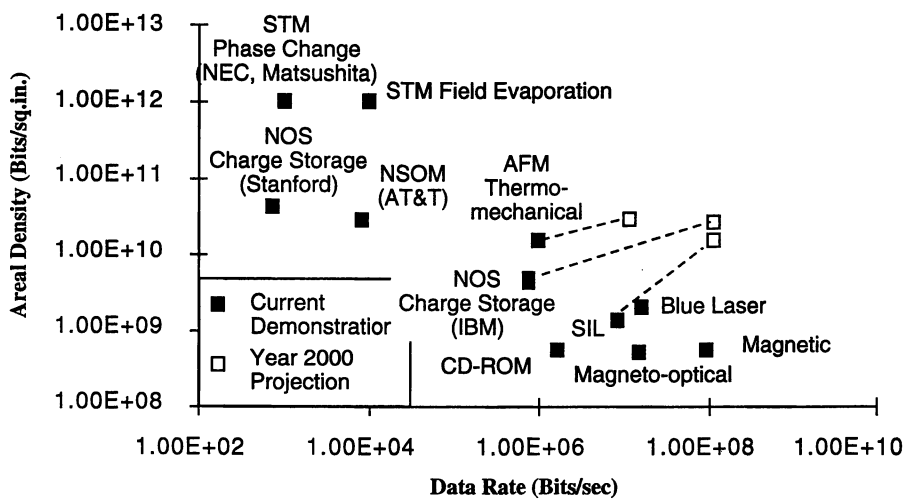 1.00E+13
1.00E+12
1.00E+11
1.00E+10
1.00E+09
1.00E+08
Areal Density (Bits/sq.in.)
STM
Phase Change
(NEC, Matsushita)
STM Field Evaporation
NOS
Charge Storage
(Stanford)
NSOM
(AT&T)
AFM
Thermo-
mechanical
NOS
Charge Storage
(IBM)
SIL
Blue Laser
CD-ROM
Magneto-optical
Magnetic
Current
Demonstration
Year 2000
Projection
1.00E+02
1.00E+04
1.00E+06
1.00E+08
1.00E+10
Data Rate (Bits/sec)